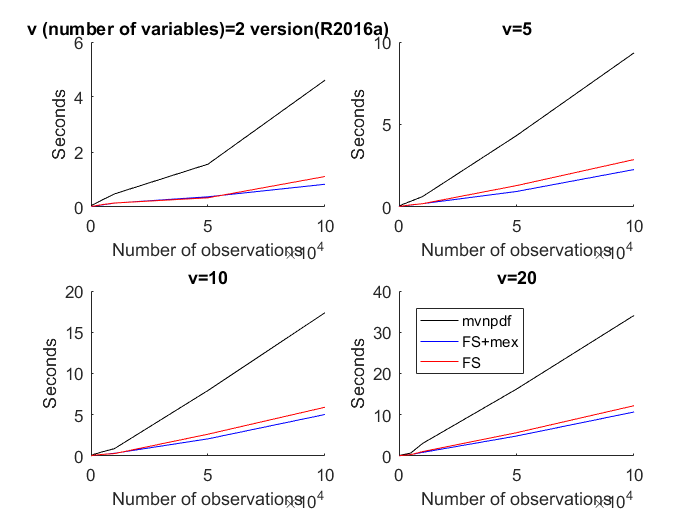 v (number of variables)=2 version(R2016a)
6
4
2
0
Seconds
0
5
10
Number of observations
×10^4
v=5
10
5
0
Seconds
0
5
10
Number of observations
×10^4
v=10
20
15
10
5
0
Seconds
0
5
10
Number of observations
×10^4
v=20
40
30
20
10
0
Seconds
mvnpdf
FS+mex
FS
0
5
10
Number of observations
×10^4